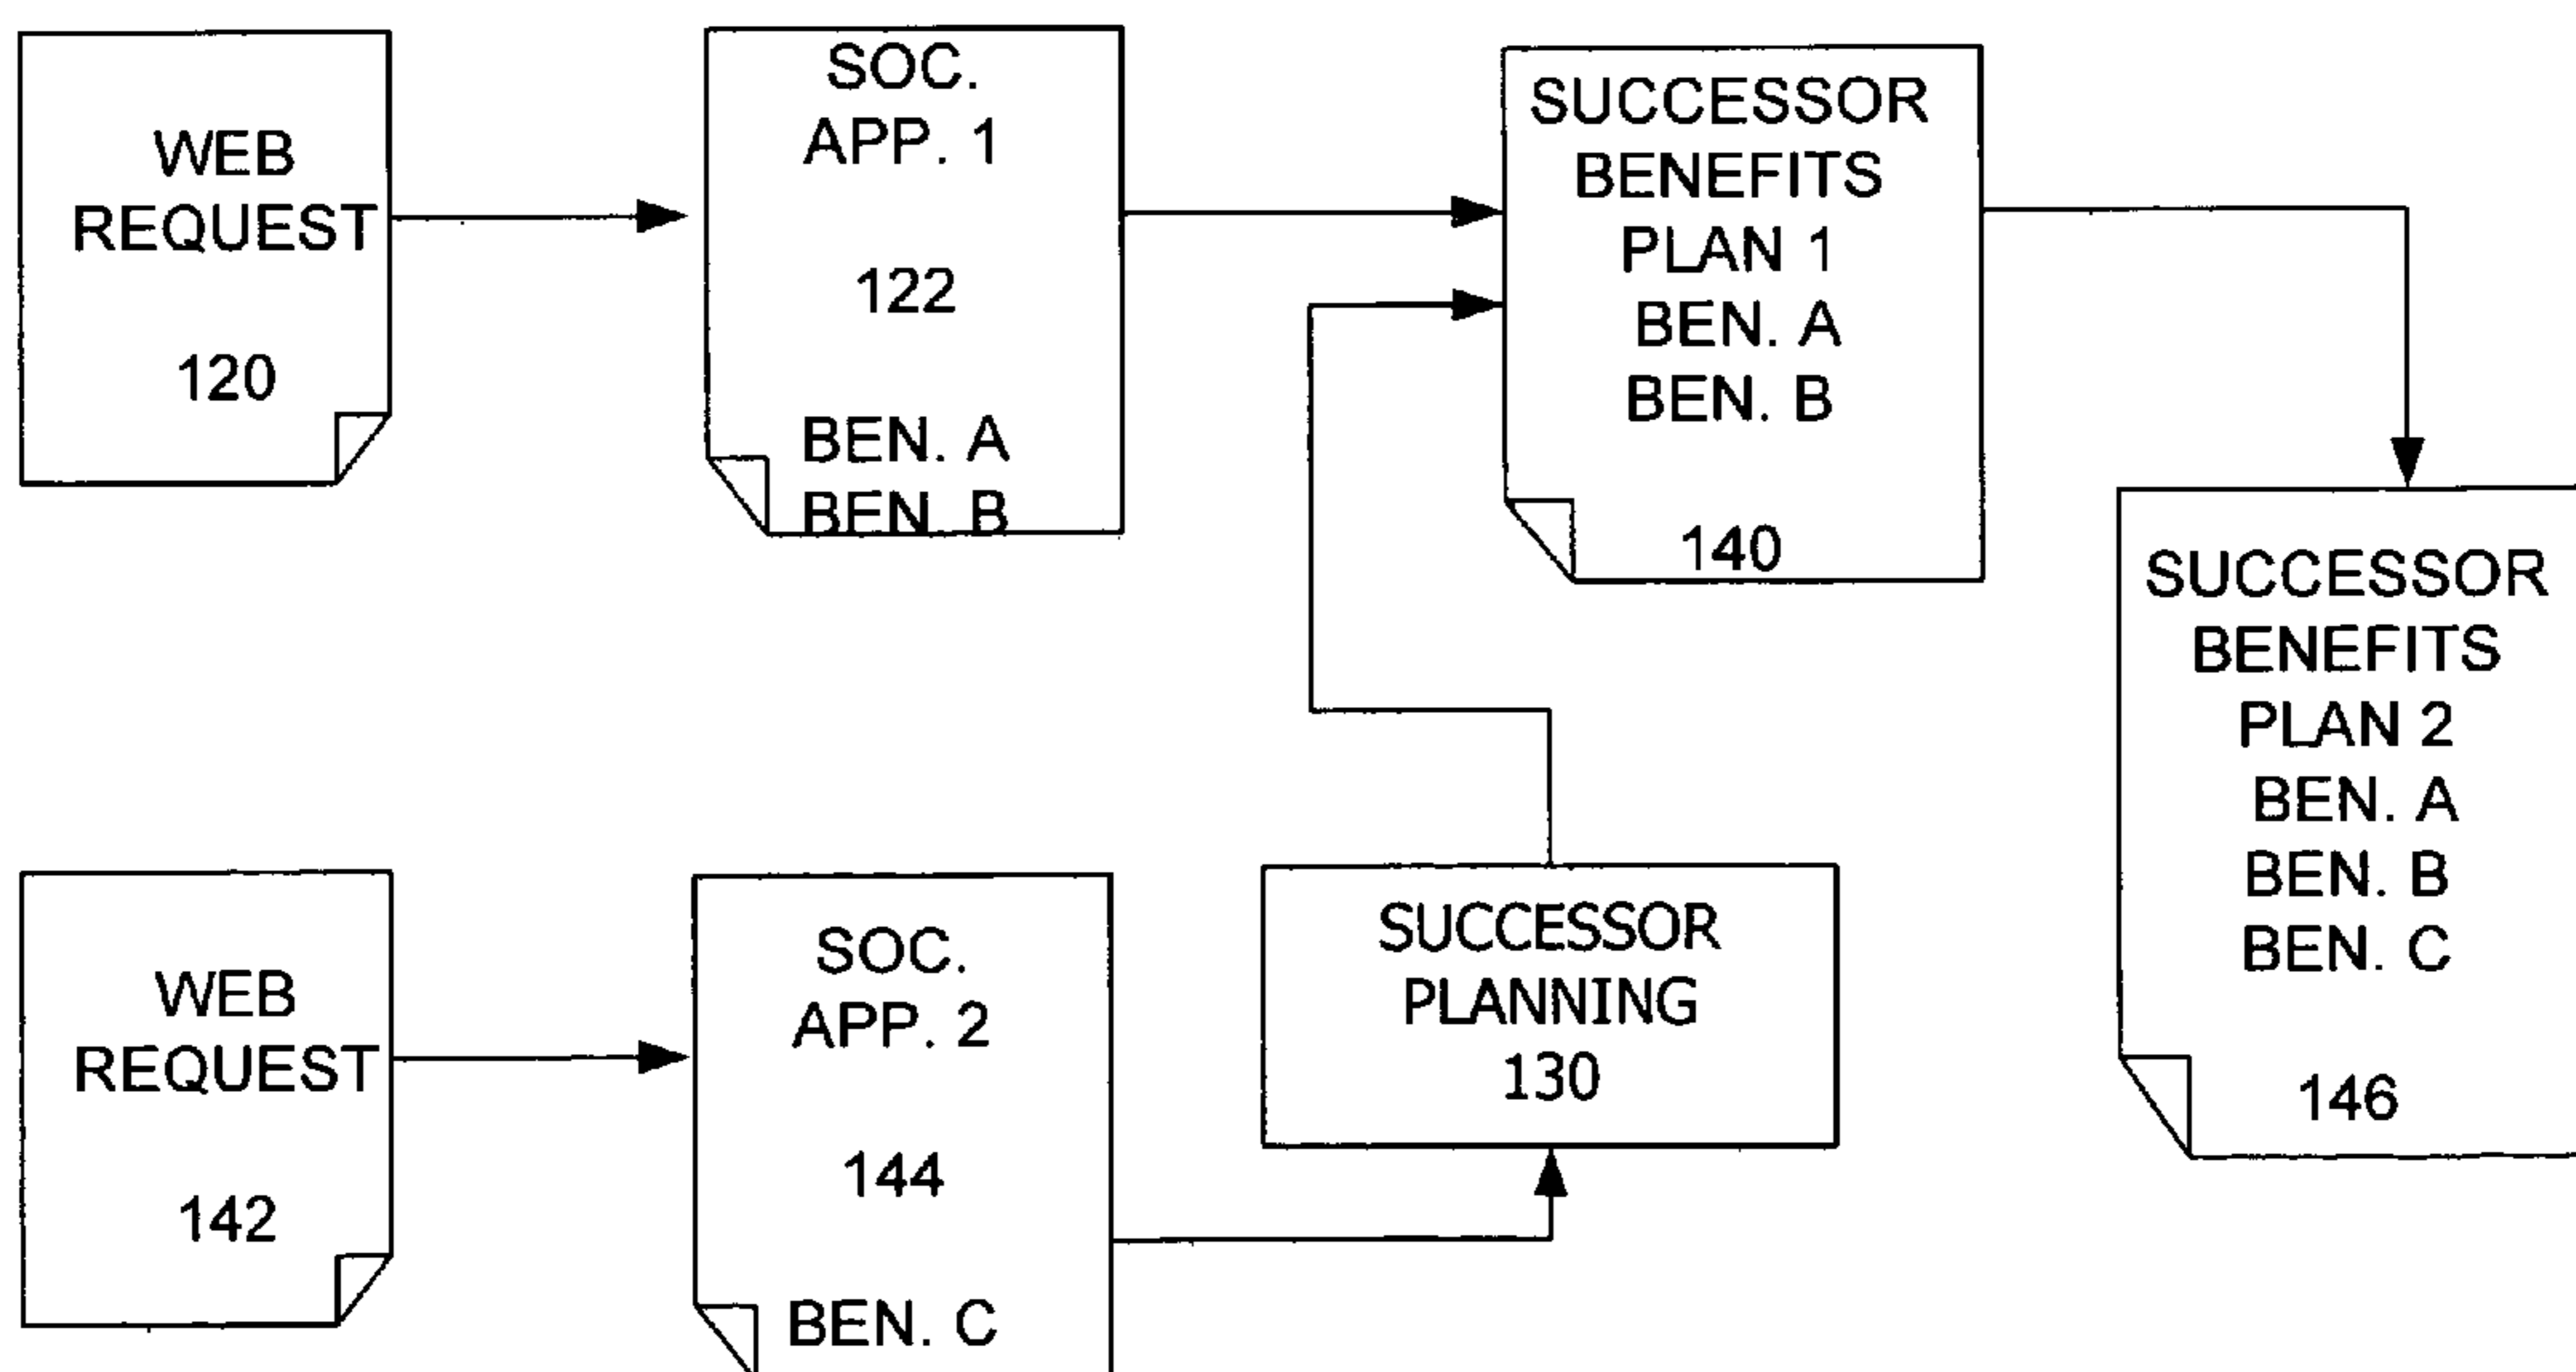 WEB
REQUEST
120
SOC.
APP. 1
122
BEN. A
BEN. B
SUCCESSOR
BENEFITS
PLAN 1
BEN. A
BEN. B
140
SUCCESSOR
BENEFITS
PLAN 2
BEN. A
BEN. B
BEN. C
146
WEB
REQUEST
142
SOC.
APP. 2
144
BEN. C
SUCCESSOR
PLANNING
130